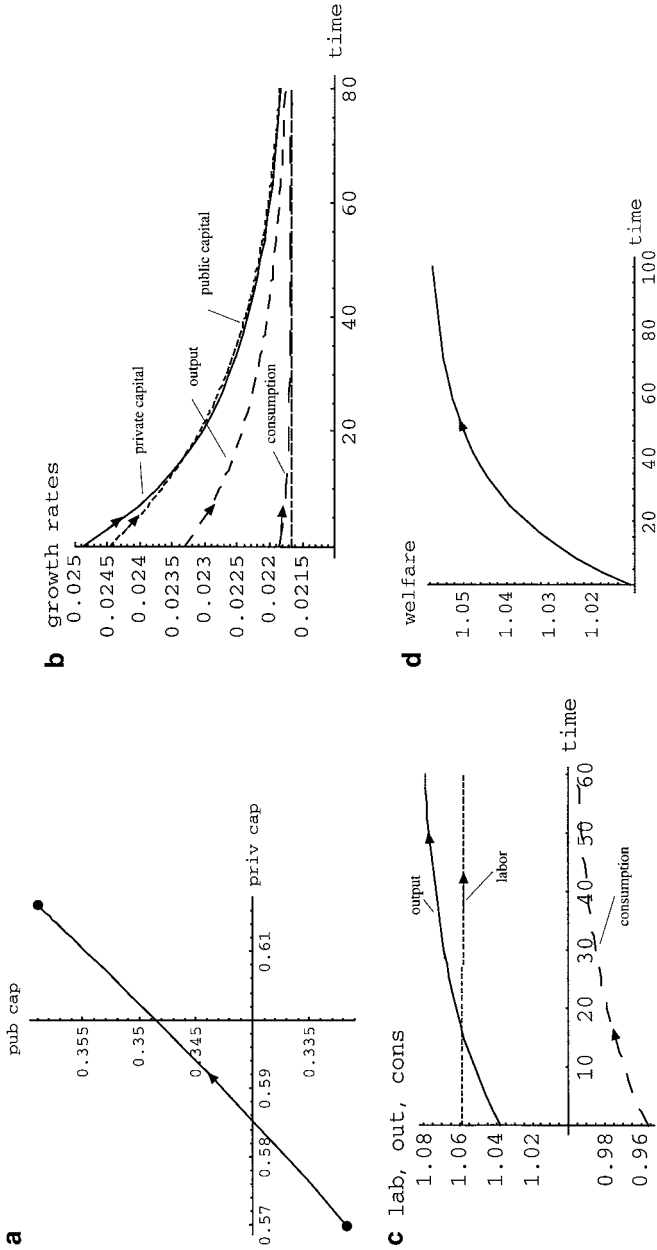 a
pub cap
0.355
0.35
0.345
0.335
0.57
0.58
0.59
0.61
priv cap
b
growth rates
0.025
0.0245
0.024
0.0235
0.023
0.0225
0.022
0.0215
private capital
output
public capital
consumption
20
40
60
80
time
c
lab, out, cons
1.08
1.06
1.04
1.02
0.98
0.96
output
labor
consumption
10
20
30
40
50
60
time
d
welfare
1.05
1.04
1.03
1.02
20
40
60
80
100
time